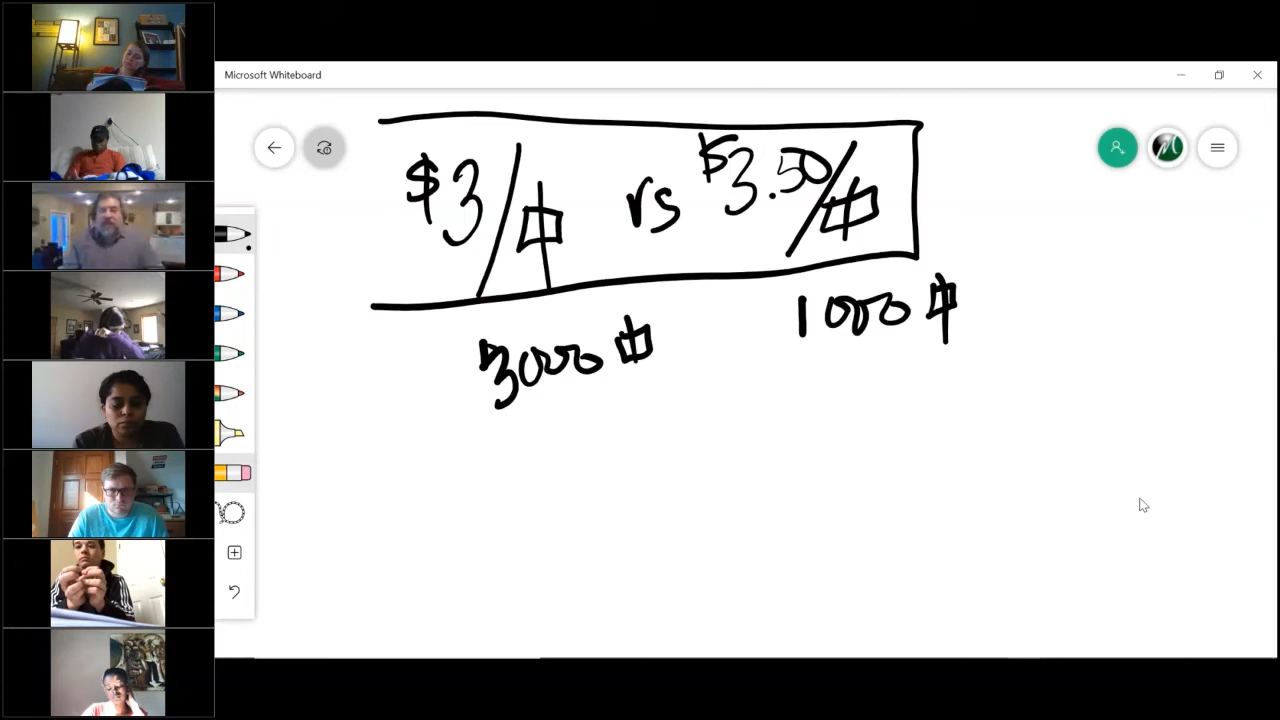 Microsoft Whiteboard
$3/⌷ vs $3.50/⌷
3000 ⌷
1000 ⌷